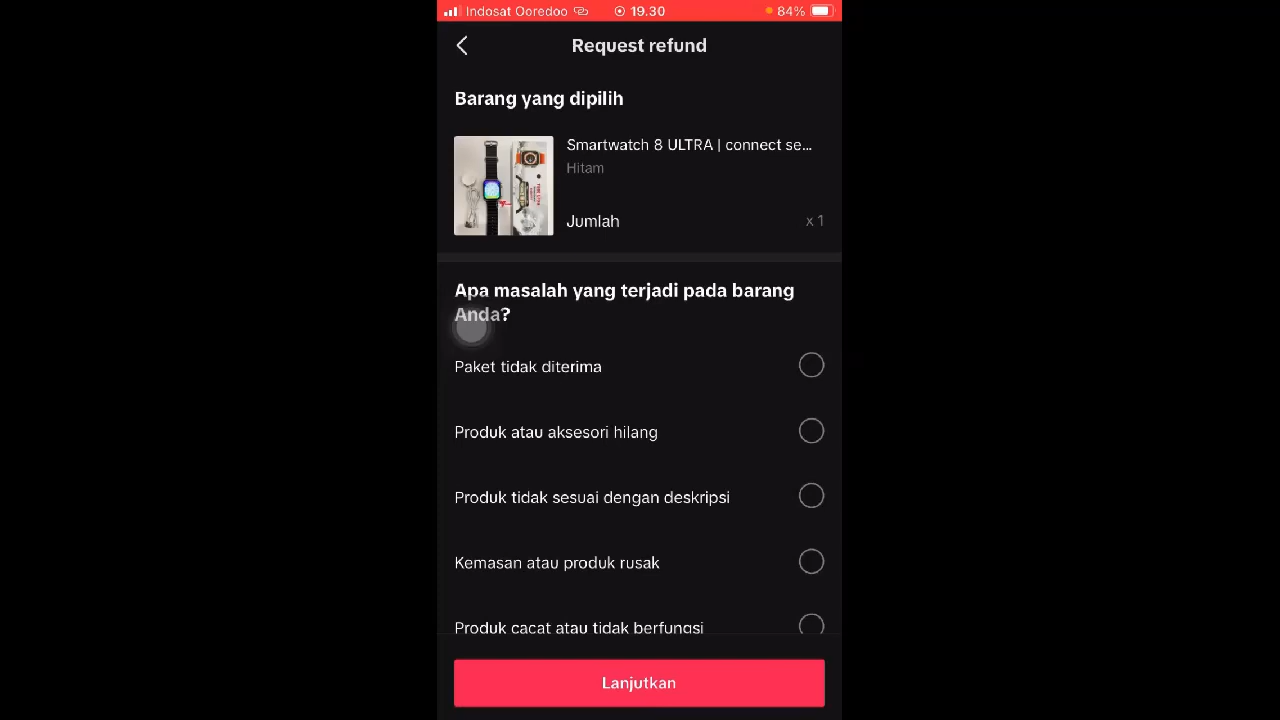 Indosat Ooredoo 19.30 84%
Request refund
Barang yang dipilih
Smartwatch 8 ULTRA | connect se...
Hitam
Jumlah x 1
Apa masalah yang terjadi pada barang
Anda?
Paket tidak diterima
Produk atau aksesori hilang
Produk tidak sesuai dengan deskripsi
Kemasan atau produk rusak
Produk cacat atau tidak berfungsi
Lanjutkan